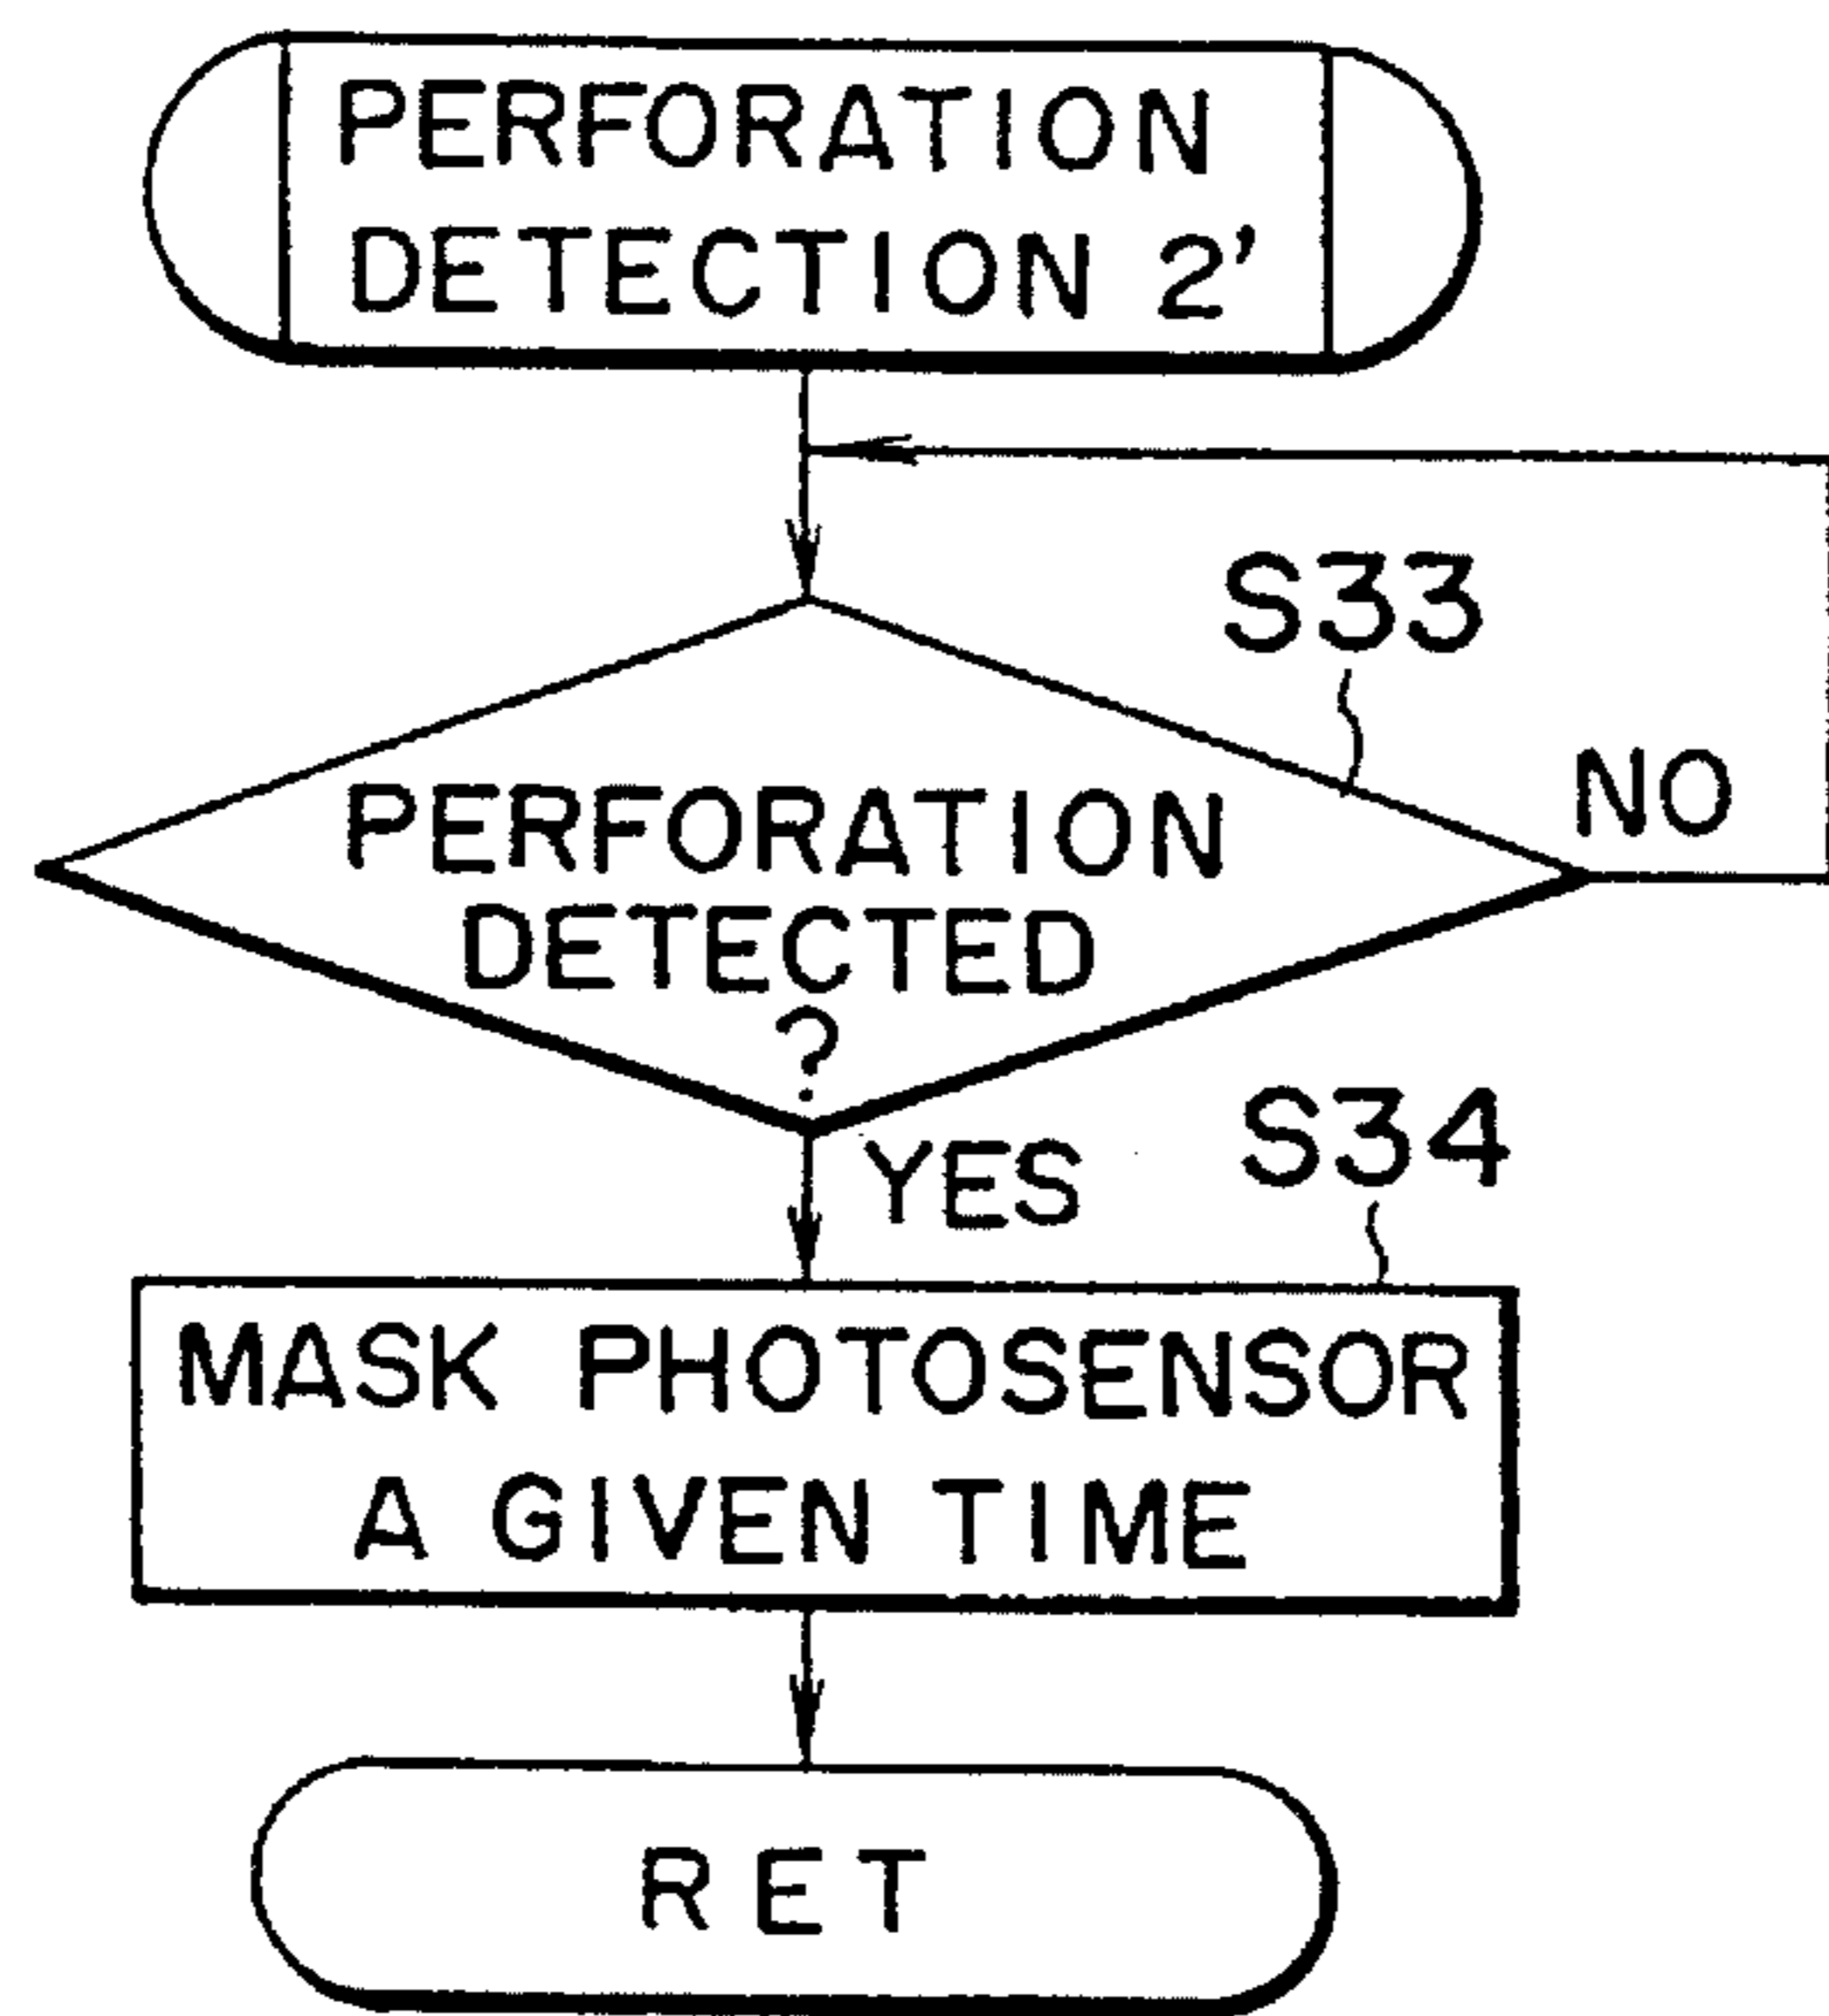 PERFORATION
DETECTION 2'
S33
NO
PERFORATION
DETECTED
?
YES
S34
MASK PHOTOSENSOR
A GIVEN TIME
RET